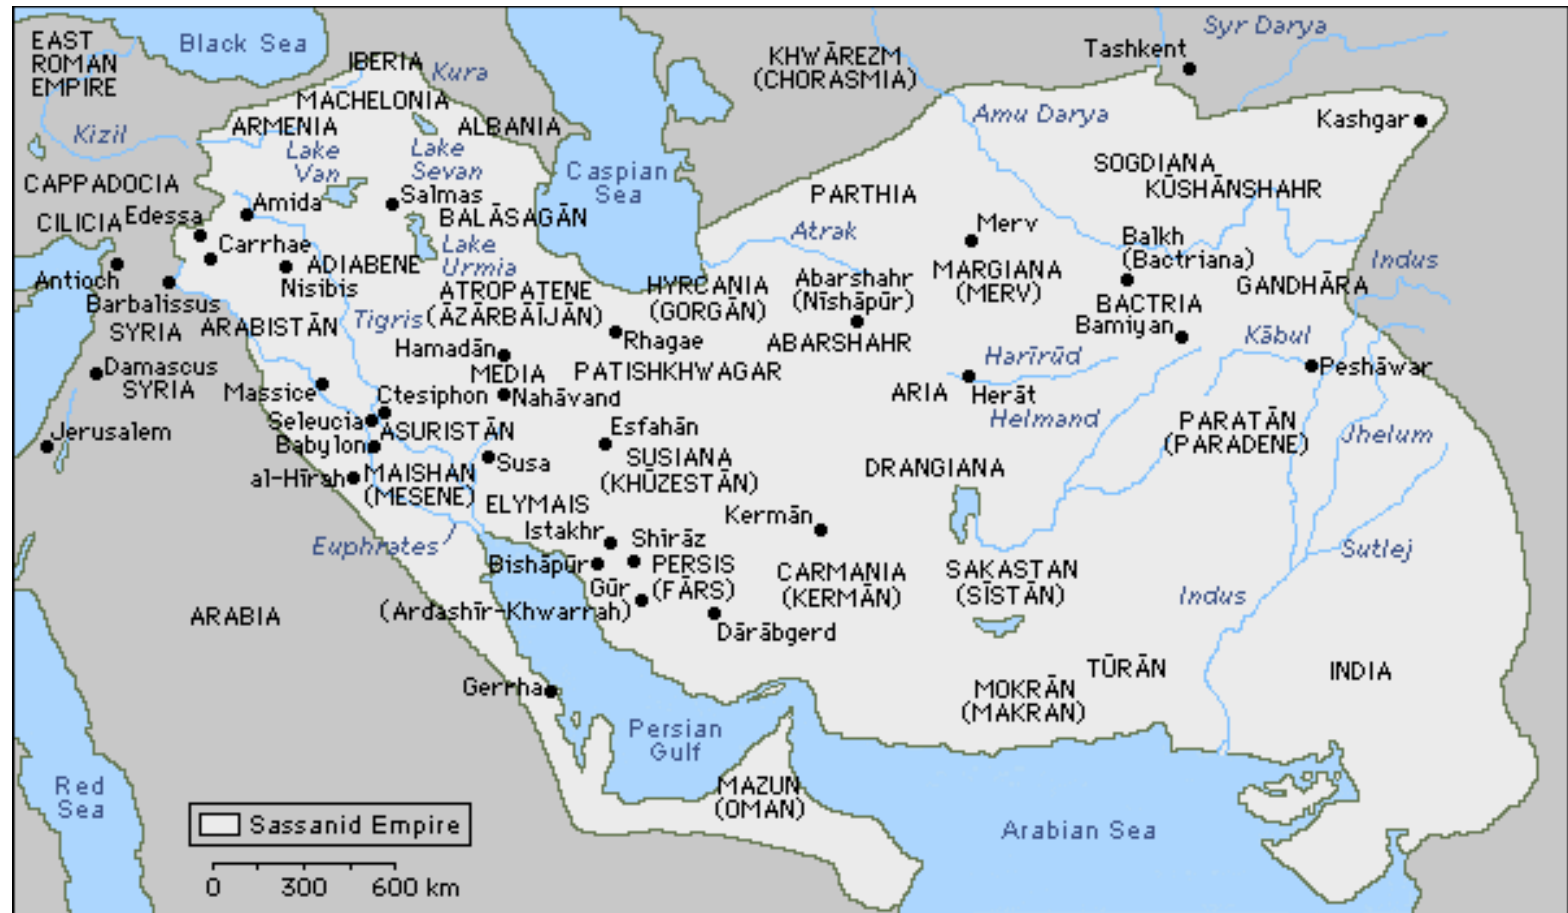 EAST
ROMAN
EMPIRE
Black Sea
IBERIA
Kura
KHWĀREZM
(CHORASMIA)
Tashkent
Syr Darya
MACHELONIA
Kizil
ARMENIA
ALBANIA
Amu Darya
Kashgar
Lake
Van
Lake
Sevan
Caspian
Sea
SOGDIANA
KŪSHĀNSHAHR
CAPPADOCIA
Amida
Salmas
PARTHIA
CILICIA
Edessa
BALĀSAGĀN
Merv
Atrak
Balkh
(Bactriana)
Carrhae
Lake
Urmia
ADIABENE
Nisibis
Antioch
Barbalissus
ATROPATENE
(ĀZĀRBĀĪJĀN)
HYRCANIA
(GORGĀN)
Abarshahr
(Nīshāpūr)
MARGIANA
(MERV)
Indus
GANDHĀRA
BACTRIA
Bamiyan
SYRIA
ARABISTĀN
Tigris
Rhagae
ABARSHAHR
Harīrūd
Kābul
Peshāwar
Hamadān
MEDIA
PATISHKHWAGAR
Damascus
SYRIA
Massice
Ctesiphon
Nahāvand
ARIA
Herāt
Helmand
PARATĀN
(PARADENE)
Jhelum
Seleucia
ASURISTĀN
Esfahān
Jerusalem
Babylon
Susa
SUSIANA
(KHŪZESTĀN)
DRANGIANA
al-Hīrah
MAISHAN
(MESENE)
ELYMAIS
Kermān
Istakhr
Shīrāz
Euphrates
Bishāpūr
PERSIS
(FĀRS)
CARMANIA
(KERMĀN)
SAKASTAN
(SĪSTĀN)
Sutlej
Gūr
(Ardashīr-Khwarrah)
Indus
ARABIA
Dārābgerd
TŪRĀN
INDIA
Gerrha
MOKRĀN
(MAKRAN)
Persian
Gulf
Red
Sea
MAZUN
(OMAN)
Sassanid Empire
Arabian Sea
0 300 600 km